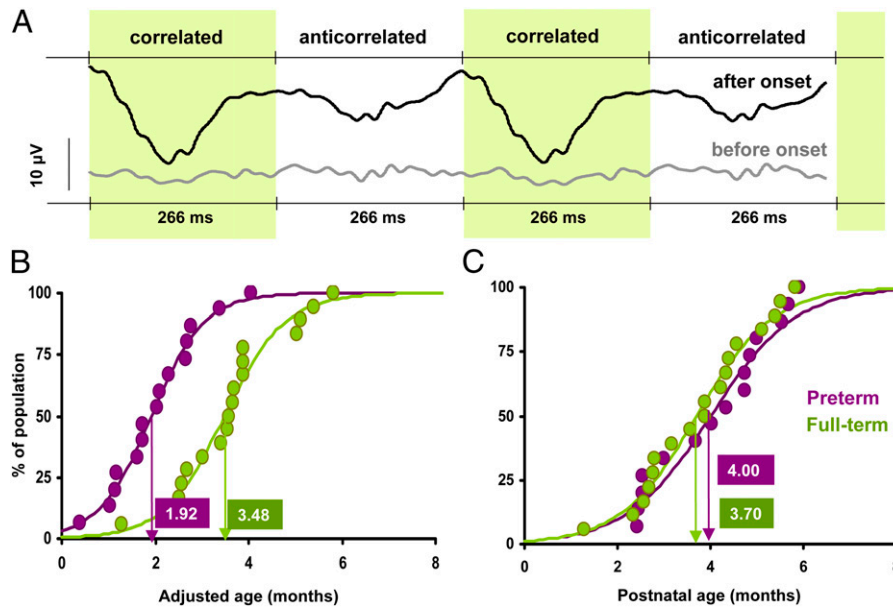 A
correlated
anticorrelated
correlated
anticorrelated
after onset
before onset
10 µV
266 ms
266 ms
266 ms
266 ms
B
% of population
100
75
50
25
0
1.92
3.48
0
2
4
6
8
Adjusted age (months)
C
100
75
50
25
0
Preterm
Full-term
4.00
3.70
0
2
4
6
8
Postnatal age (months)